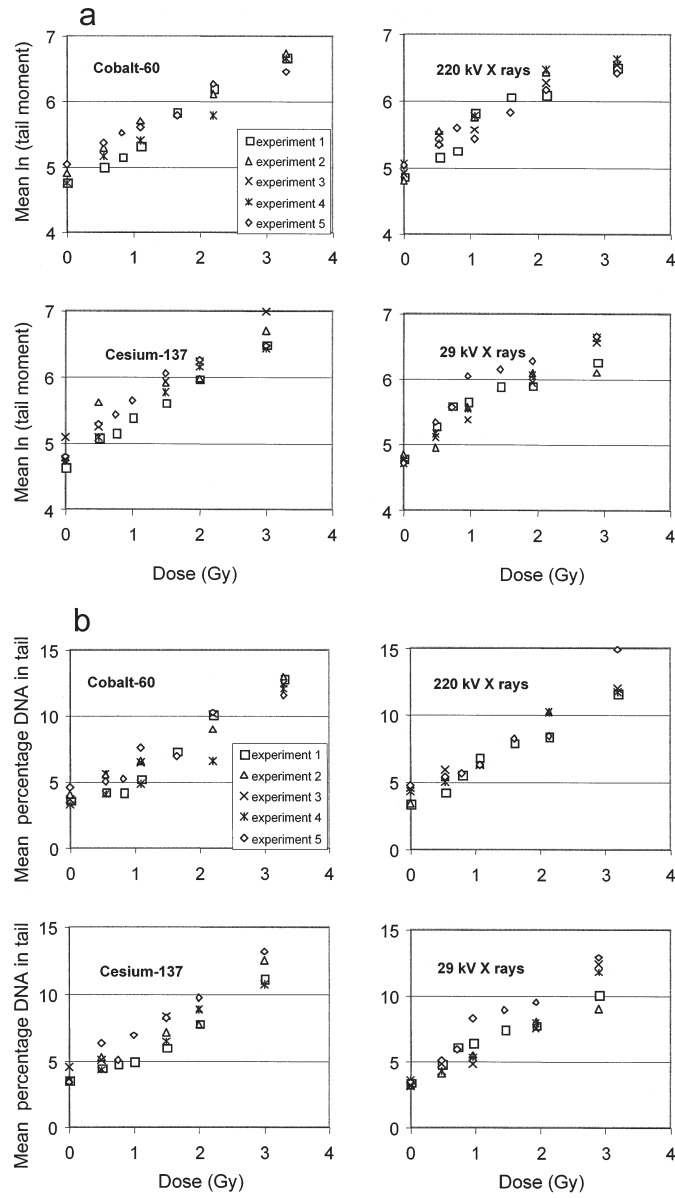 a
Mean ln (tail moment)
7
6
5
4
Cobalt-60
experiment 1
experiment 2
experiment 3
experiment 4
experiment 5
0 1 2 3 4
7
6
5
4
220 kV X rays
0 1 2 3 4
Mean ln (tail moment)
7
6
5
4
Cesium-137
0 1 2 3 4
Dose (Gy)
7
6
5
4
29 kV X rays
0 1 2 3 4
Dose (Gy)
b
Mean percentage DNA in tail
15
10
5
0
Cobalt-60
experiment 1
experiment 2
experiment 3
experiment 4
experiment 5
0 1 2 3 4
15
10
5
0
220 kV X rays
0 1 2 3 4
Mean percentage DNA in tail
15
10
5
0
Cesium-137
0 1 2 3 4
Dose (Gy)
15
10
5
0
29 kV X rays
0 1 2 3 4
Dose (Gy)